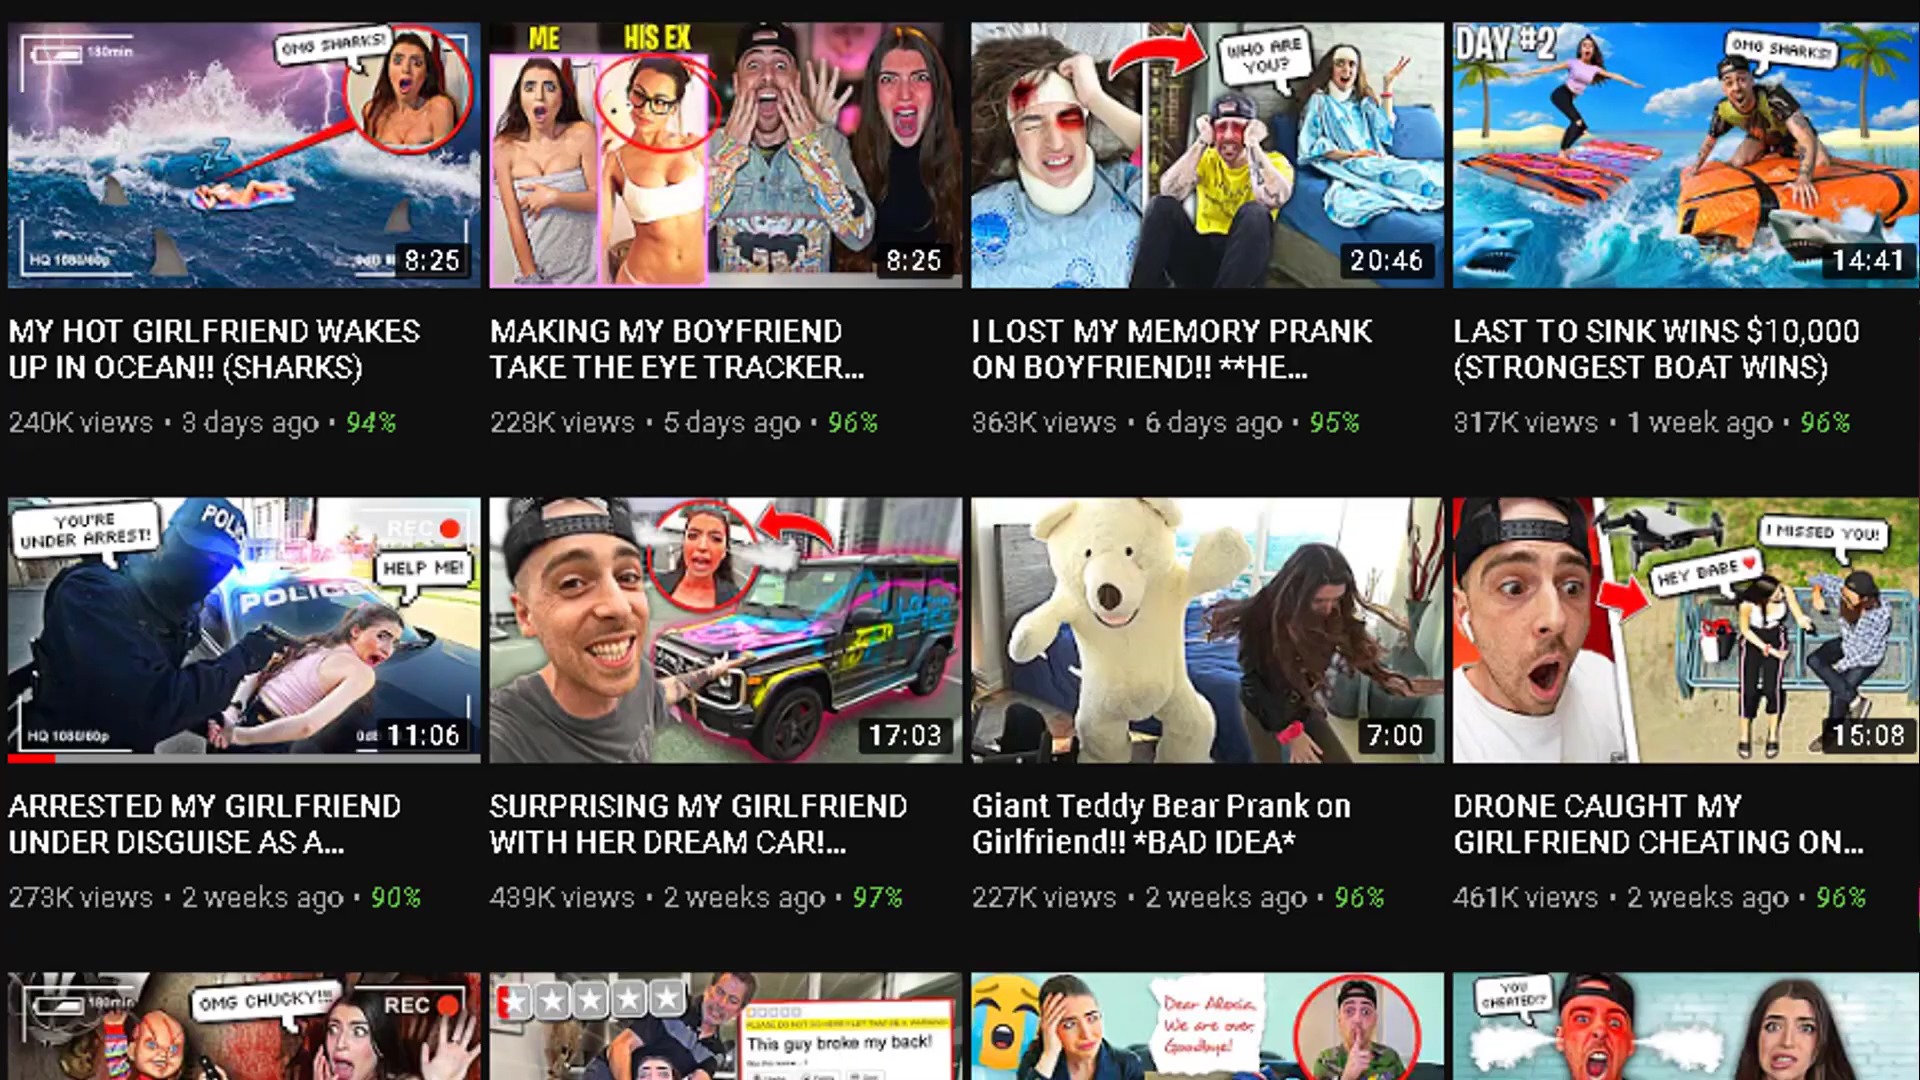 180min
OMG SHARKS!
HQ 1080/60p
8:25
ME
HIS EX
8:25
WHO ARE
YOU?
20:46
DAY #2
OMG SHARKS!
14:41
MY HOT GIRLFRIEND WAKES
UP IN OCEAN!! (SHARKS)
240K views • 3 days ago • 94%
MAKING MY BOYFRIEND
TAKE THE EYE TRACKER...
228K views • 5 days ago • 96%
I LOST MY MEMORY PRANK
ON BOYFRIEND!! **HE...
363K views • 6 days ago • 95%
LAST TO SINK WINS $10,000
(STRONGEST BOAT WINS)
317K views • 1 week ago • 96%
YOU'RE
UNDER ARREST!
REC
HELP ME!
POLICE
HQ 1080/60p
11:06
17:03
7:00
HEY BABE
I MISSED YOU!
15:08
ARRESTED MY GIRLFRIEND
UNDER DISGUISE AS A...
273K views • 2 weeks ago • 90%
SURPRISING MY GIRLFRIEND
WITH HER DREAM CAR!...
439K views • 2 weeks ago • 97%
Giant Teddy Bear Prank on
Girlfriend!! *BAD IDEA*
227K views • 2 weeks ago • 96%
DRONE CAUGHT MY
GIRLFRIEND CHEATING ON...
461K views • 2 weeks ago • 96%
180min
OMG CHUCKY!!!
REC
This guy broke my back!
Dear Alexia,
We are over.
Goodbye!
YOU
CHEATED!?